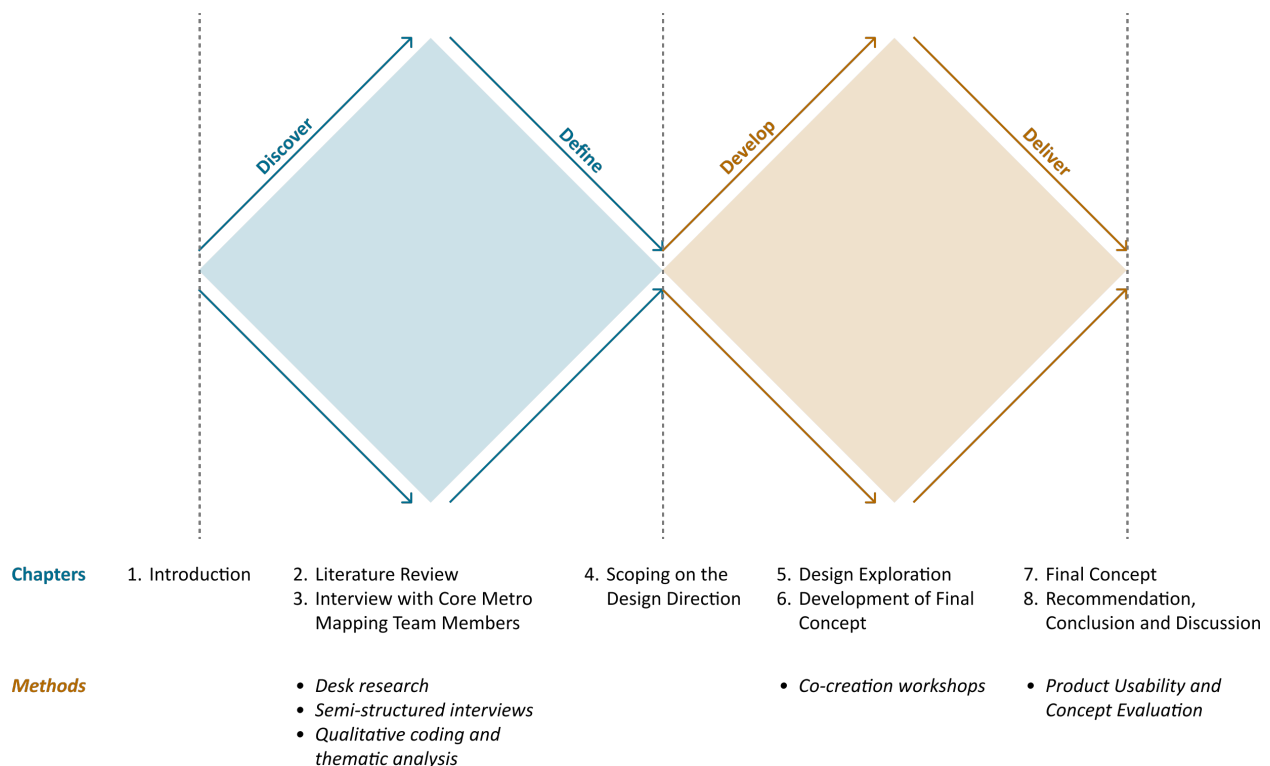 Discover
Define
Develop
Deliver
Chapters
1. Introduction
2. Literature Review
3. Interview with Core Metro
Mapping Team Members
4. Scoping on the
Design Direction
5. Design Exploration
6. Development of Final
Concept
7. Final Concept
8. Recommendation,
Conclusion and Discussion
Methods
• Desk research
• Semi-structured interviews
• Qualitative coding and
thematic analysis
• Co-creation workshops
• Product Usability and
Concept Evaluation